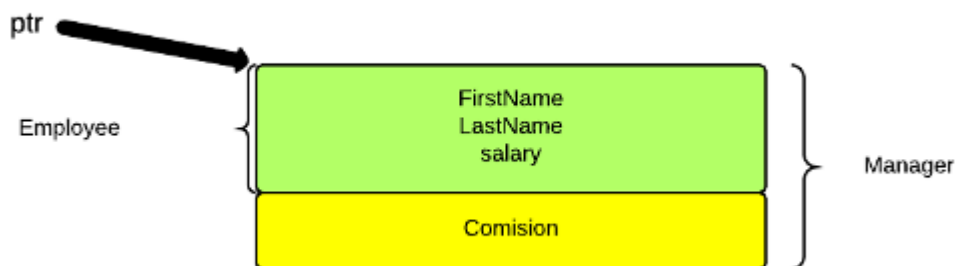 ptr
Employee
FirstName
LastName
salary
Manager
Comision